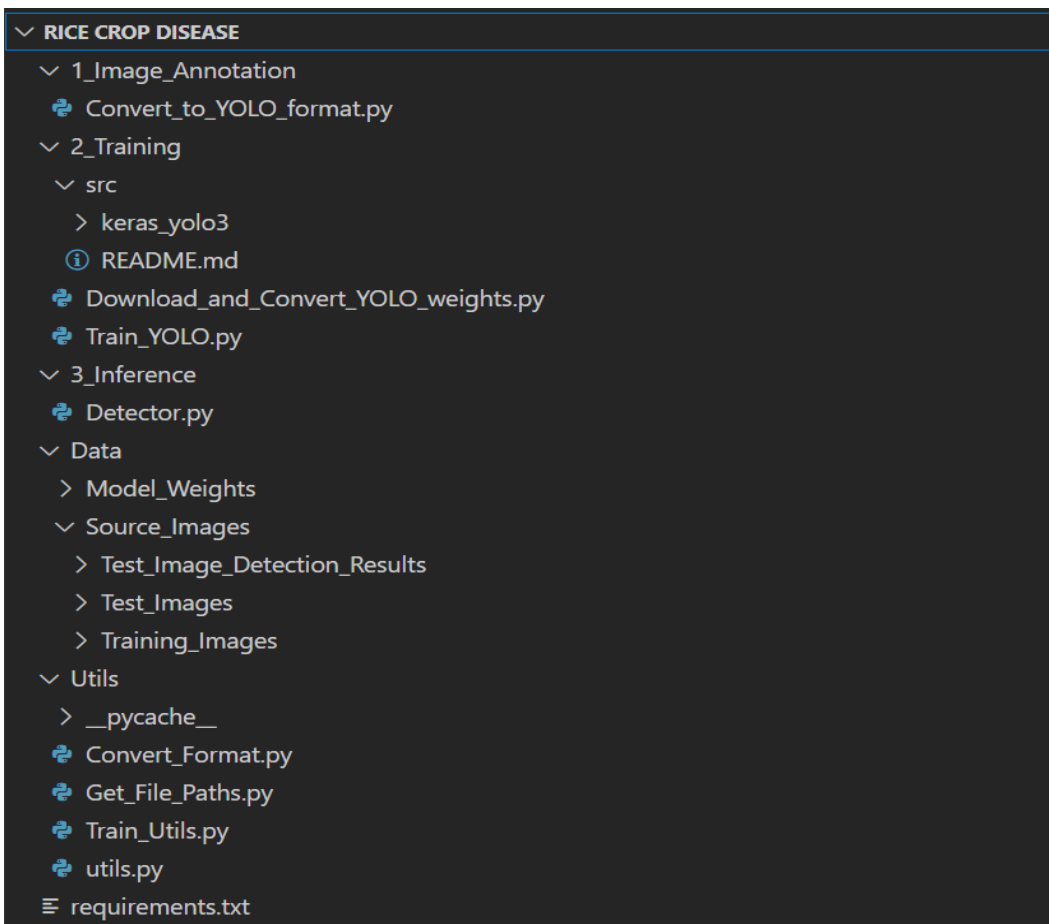 RICE CROP DISEASE
1_Image_Annotation
Convert_to_YOLO_format.py
2_Training
src
keras_yolo3
README.md
Download_and_Convert_YOLO_weights.py
Train_YOLO.py
3_Inference
Detector.py
Data
Model_Weights
Source_Images
Test_Image_Detection_Results
Test_Images
Training_Images
Utils
__pycache__
Convert_Format.py
Get_File_Paths.py
Train_Utils.py
utils.py
requirements.txt